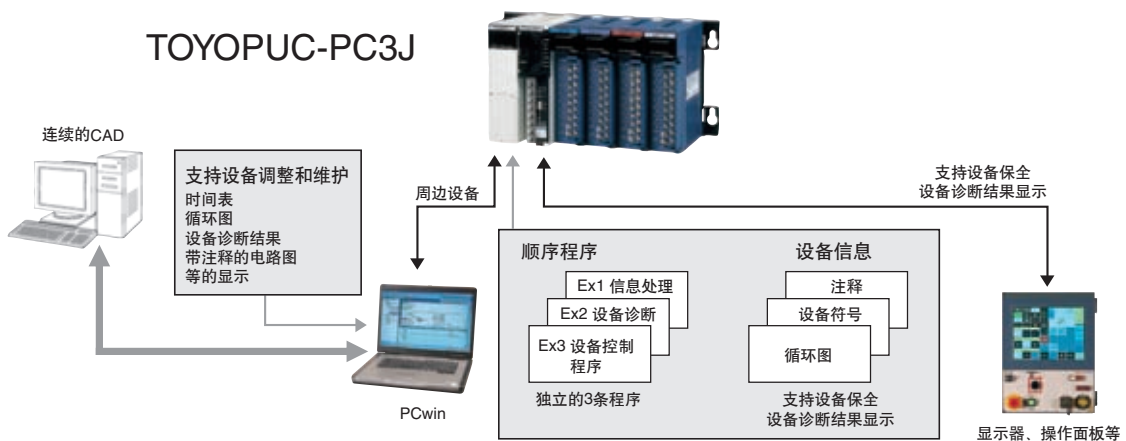 TOYOPUC-PC3J
连续的CAD
支持设备调整和维护
时间表
循环图
设备诊断结果
带注释的电路图
等的显示
周边设备
支持设备保全
设备诊断结果显示
顺序程序
Ex1 信息处理
Ex2 设备诊断
Ex3 设备控制
程序
独立的3条程序
设备信息
注释
设备符号
循环图
支持设备保全
设备诊断结果显示
PCwin
显示器、操作面板等